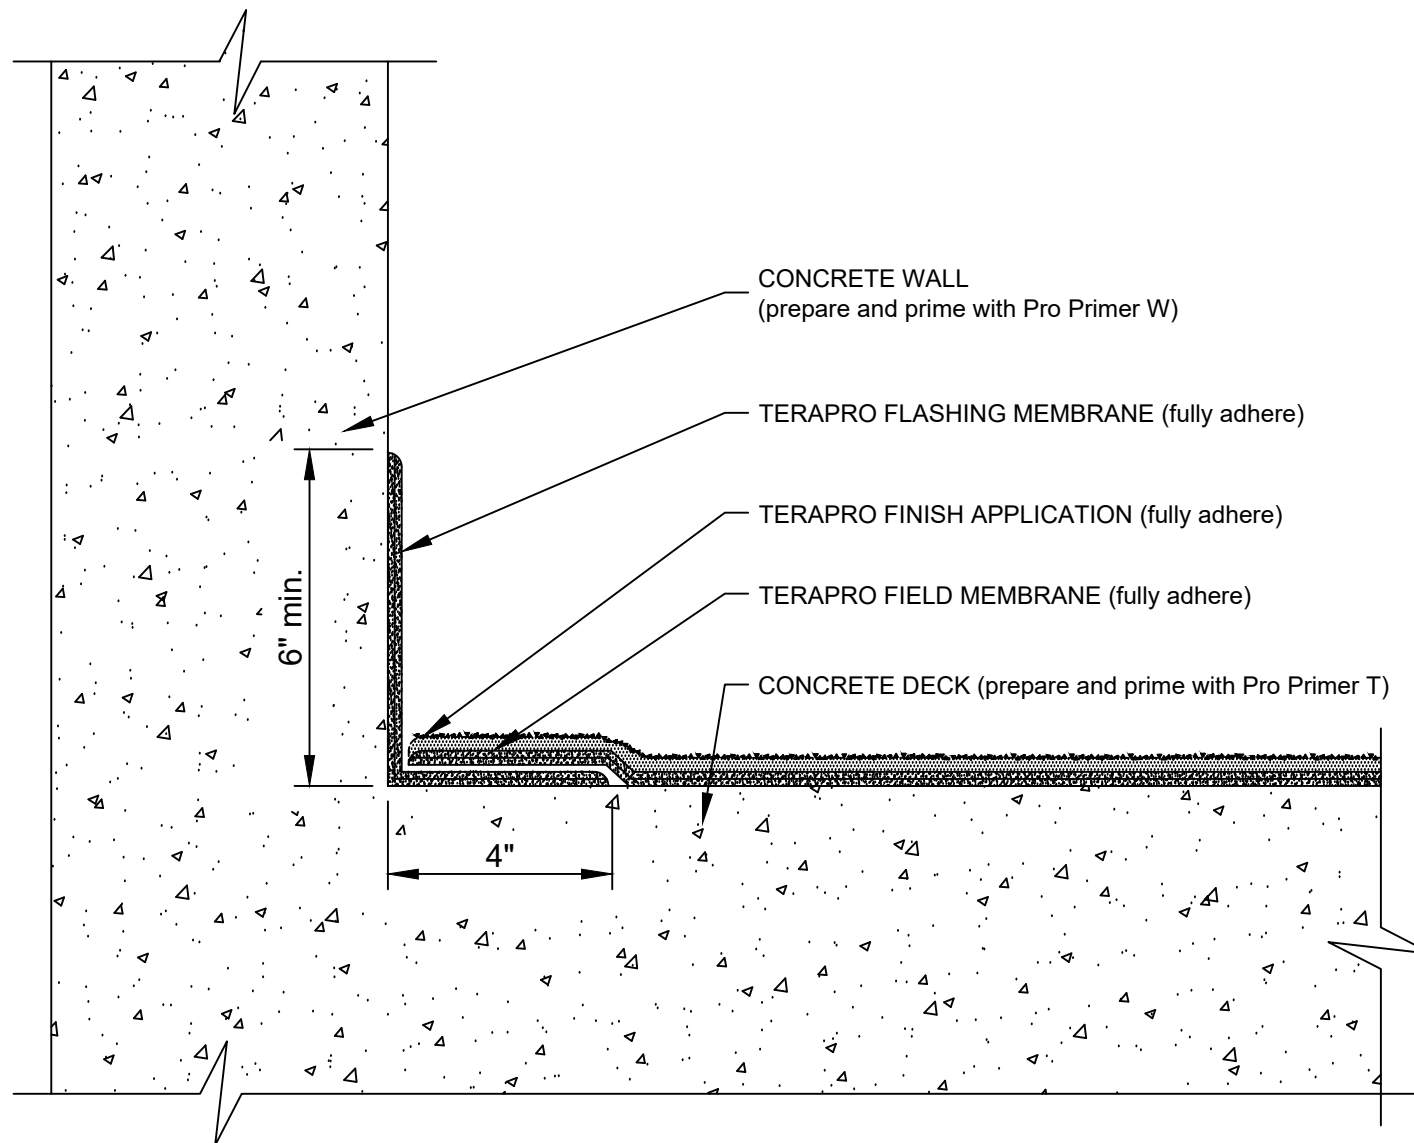 CONCRETE WALL
(prepare and prime with Pro Primer W)
TERAPRO FLASHING MEMBRANE (fully adhere)
TERAPRO FINISH APPLICATION (fully adhere)
TERAPRO FIELD MEMBRANE (fully adhere)
CONCRETE DECK (prepare and prime with Pro Primer T)
6" min.
4"